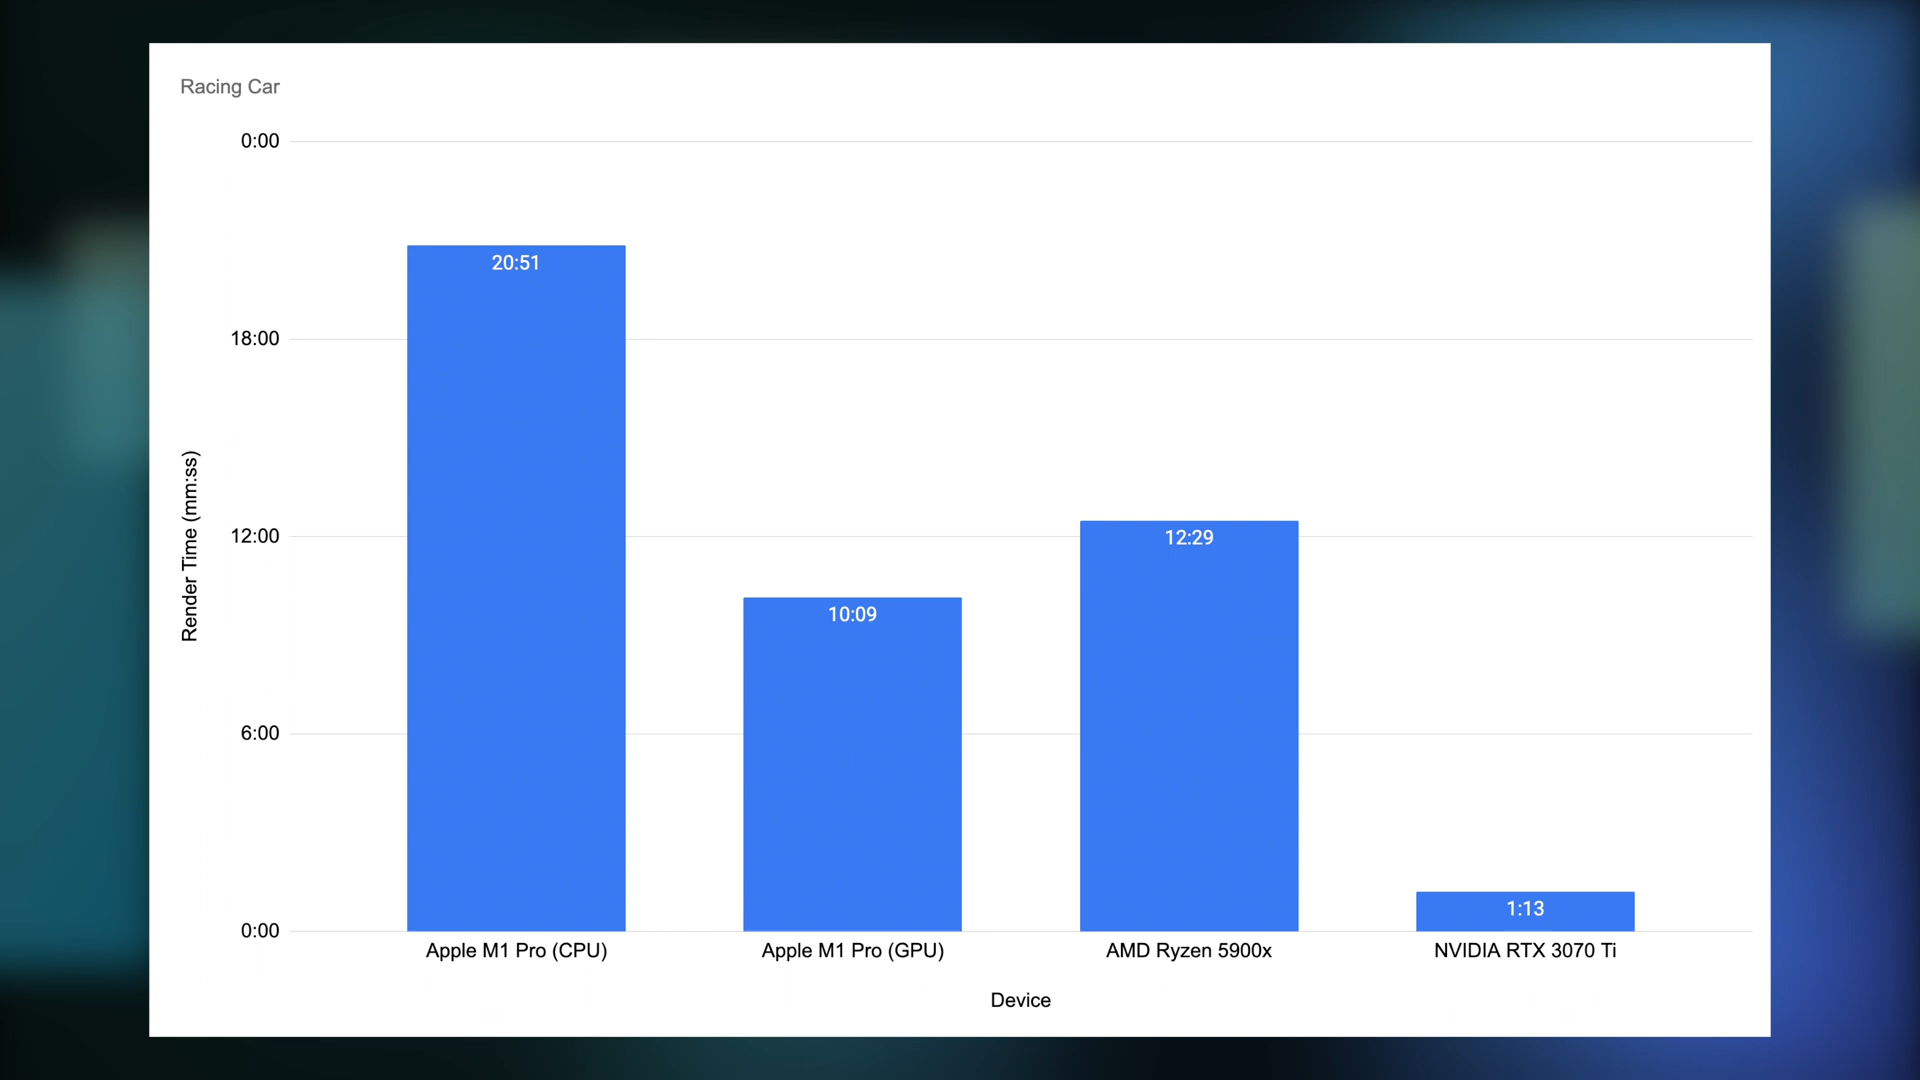 Racing Car
0:00
18:00
12:00
6:00
0:00
Render Time (mm:ss)
20:51
10:09
12:29
1:13
Apple M1 Pro (CPU)
Apple M1 Pro (GPU)
AMD Ryzen 5900x
NVIDIA RTX 3070 Ti
Device